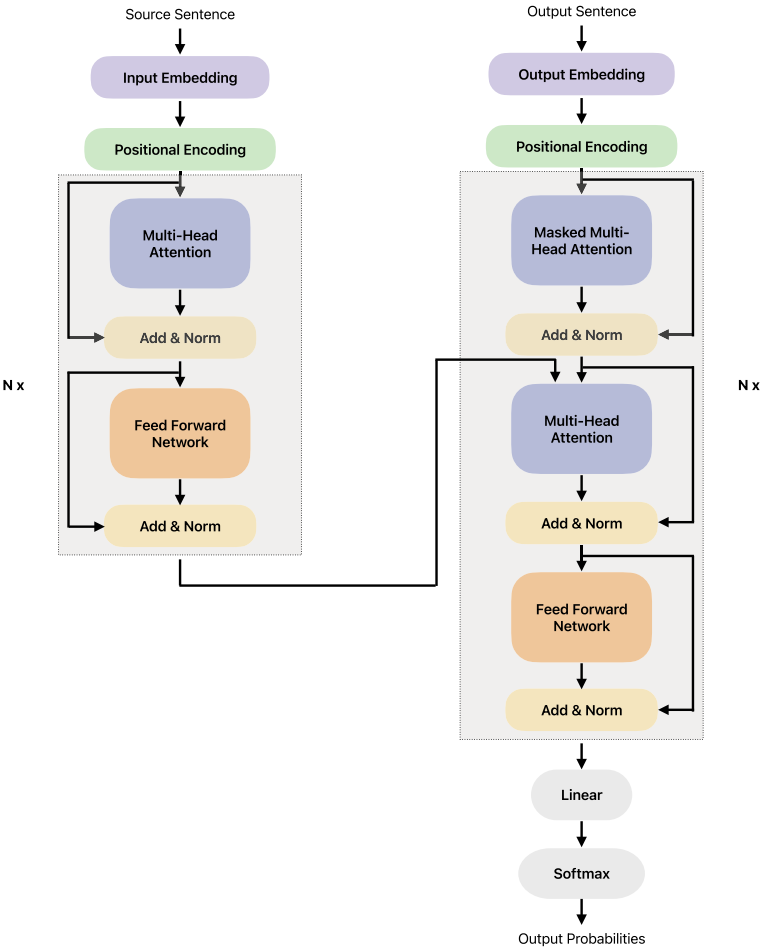 Source Sentence
Input Embedding
Positional Encoding
Multi-Head
Attention
Add & Norm
N x
Feed Forward
Network
Add & Norm
Output Sentence
Output Embedding
Positional Encoding
Masked Multi-
Head Attention
Add & Norm
N x
Multi-Head
Attention
Add & Norm
Feed Forward
Network
Add & Norm
Linear
Softmax
Output Probabilities